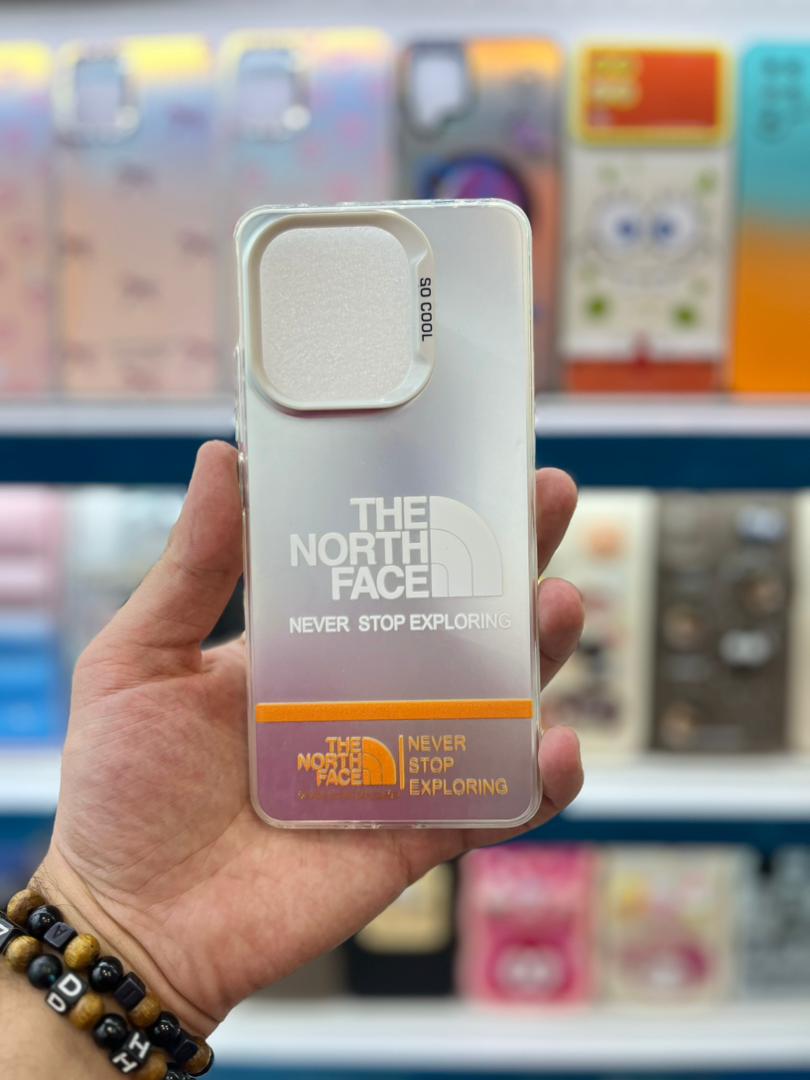 SO COOL
THE
NORTH
FACE
NEVER STOP EXPLORING
THE
NORTH
FACE
NEVER
STOP
EXPLORING
D
D
H
H